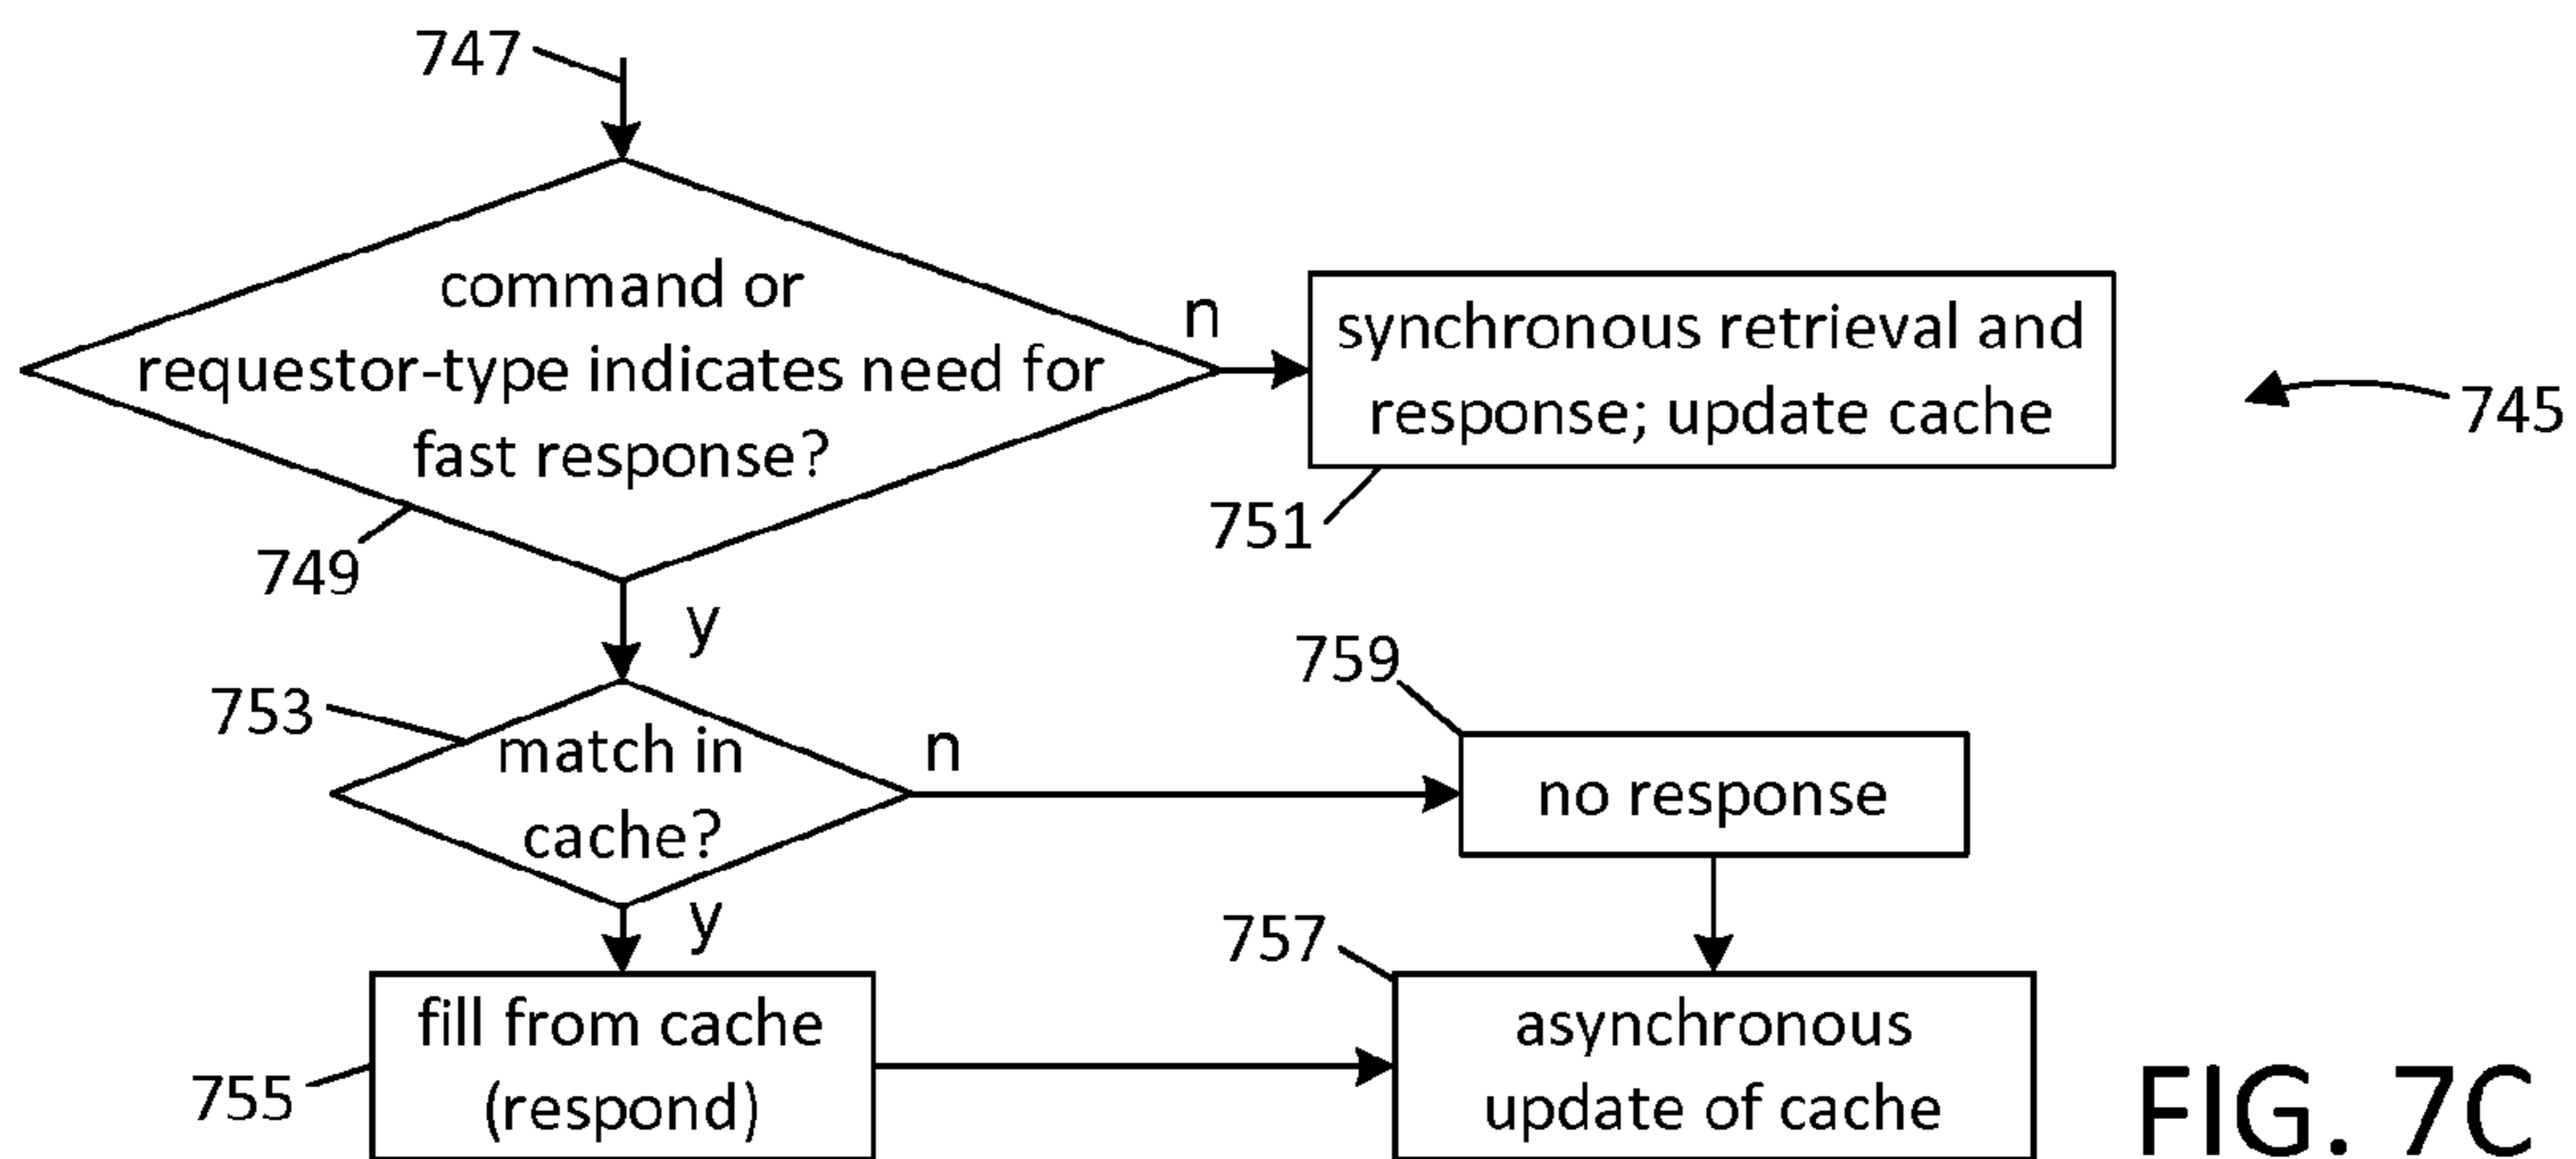 747
command or
requestor-type indicates need for
fast response?
n
synchronous retrieval and
response; update cache
745
751
749
y
759
753
match in
cache?
n
no response
y
757
fill from cache
(respond)
755
asynchronous
update of cache
FIG. 7C